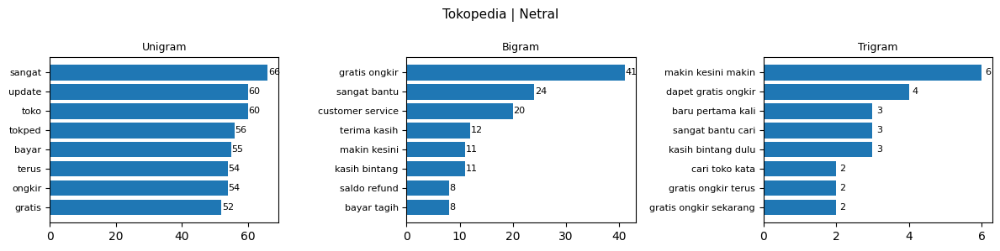 Tokopedia | Netral
Unigram
sangat 66
update 60
toko 60
tokped 56
bayar 55
terus 54
ongkir 54
gratis 52
0 20 40 60
Bigram
gratis ongkir 41
sangat bantu 24
customer service 20
terima kasih 12
makin kesini 11
kasih bintang 11
saldo refund 8
bayar tagih 8
0 10 20 30 40
Trigram
makin kesini makin 6
dapet gratis ongkir 4
baru pertama kali 3
sangat bantu cari 3
kasih bintang dulu 3
cari toko kata 2
gratis ongkir terus 2
gratis ongkir sekarang 2
0 2 4 6